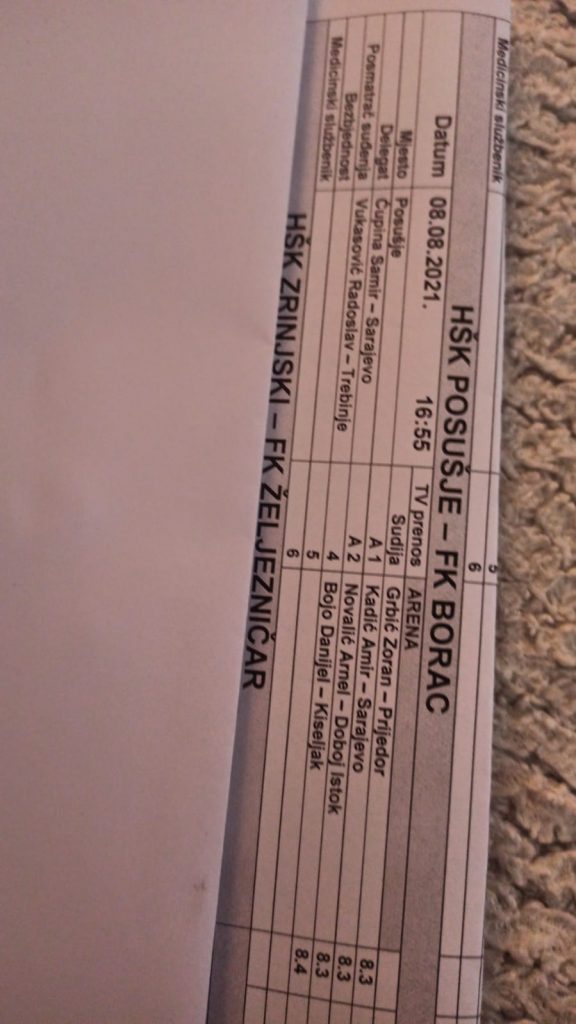 Medicinski službenik 5
6
HŠK POSUŠJE – FK BORAC
Datum 08.08.2021. 16:55 TV prenos ARENA
Mjesto Posušje Sudija Grbić Zoran – Prijedor 8.3
Delegat Čupina Samir – Sarajevo A 1 Kadić Amir – Sarajevo 8.3
Posmatrač suđenja Vukasović Radoslav – Trebinje A 2 Novalić Arnel – Doboj Istok 8.3
Bezbjednost 4 Bojo Danijel – Kiseljak 8.4
Medicinski službenik 5
6
HŠK ZRINJSKI – FK ŽELJEZNIČAR